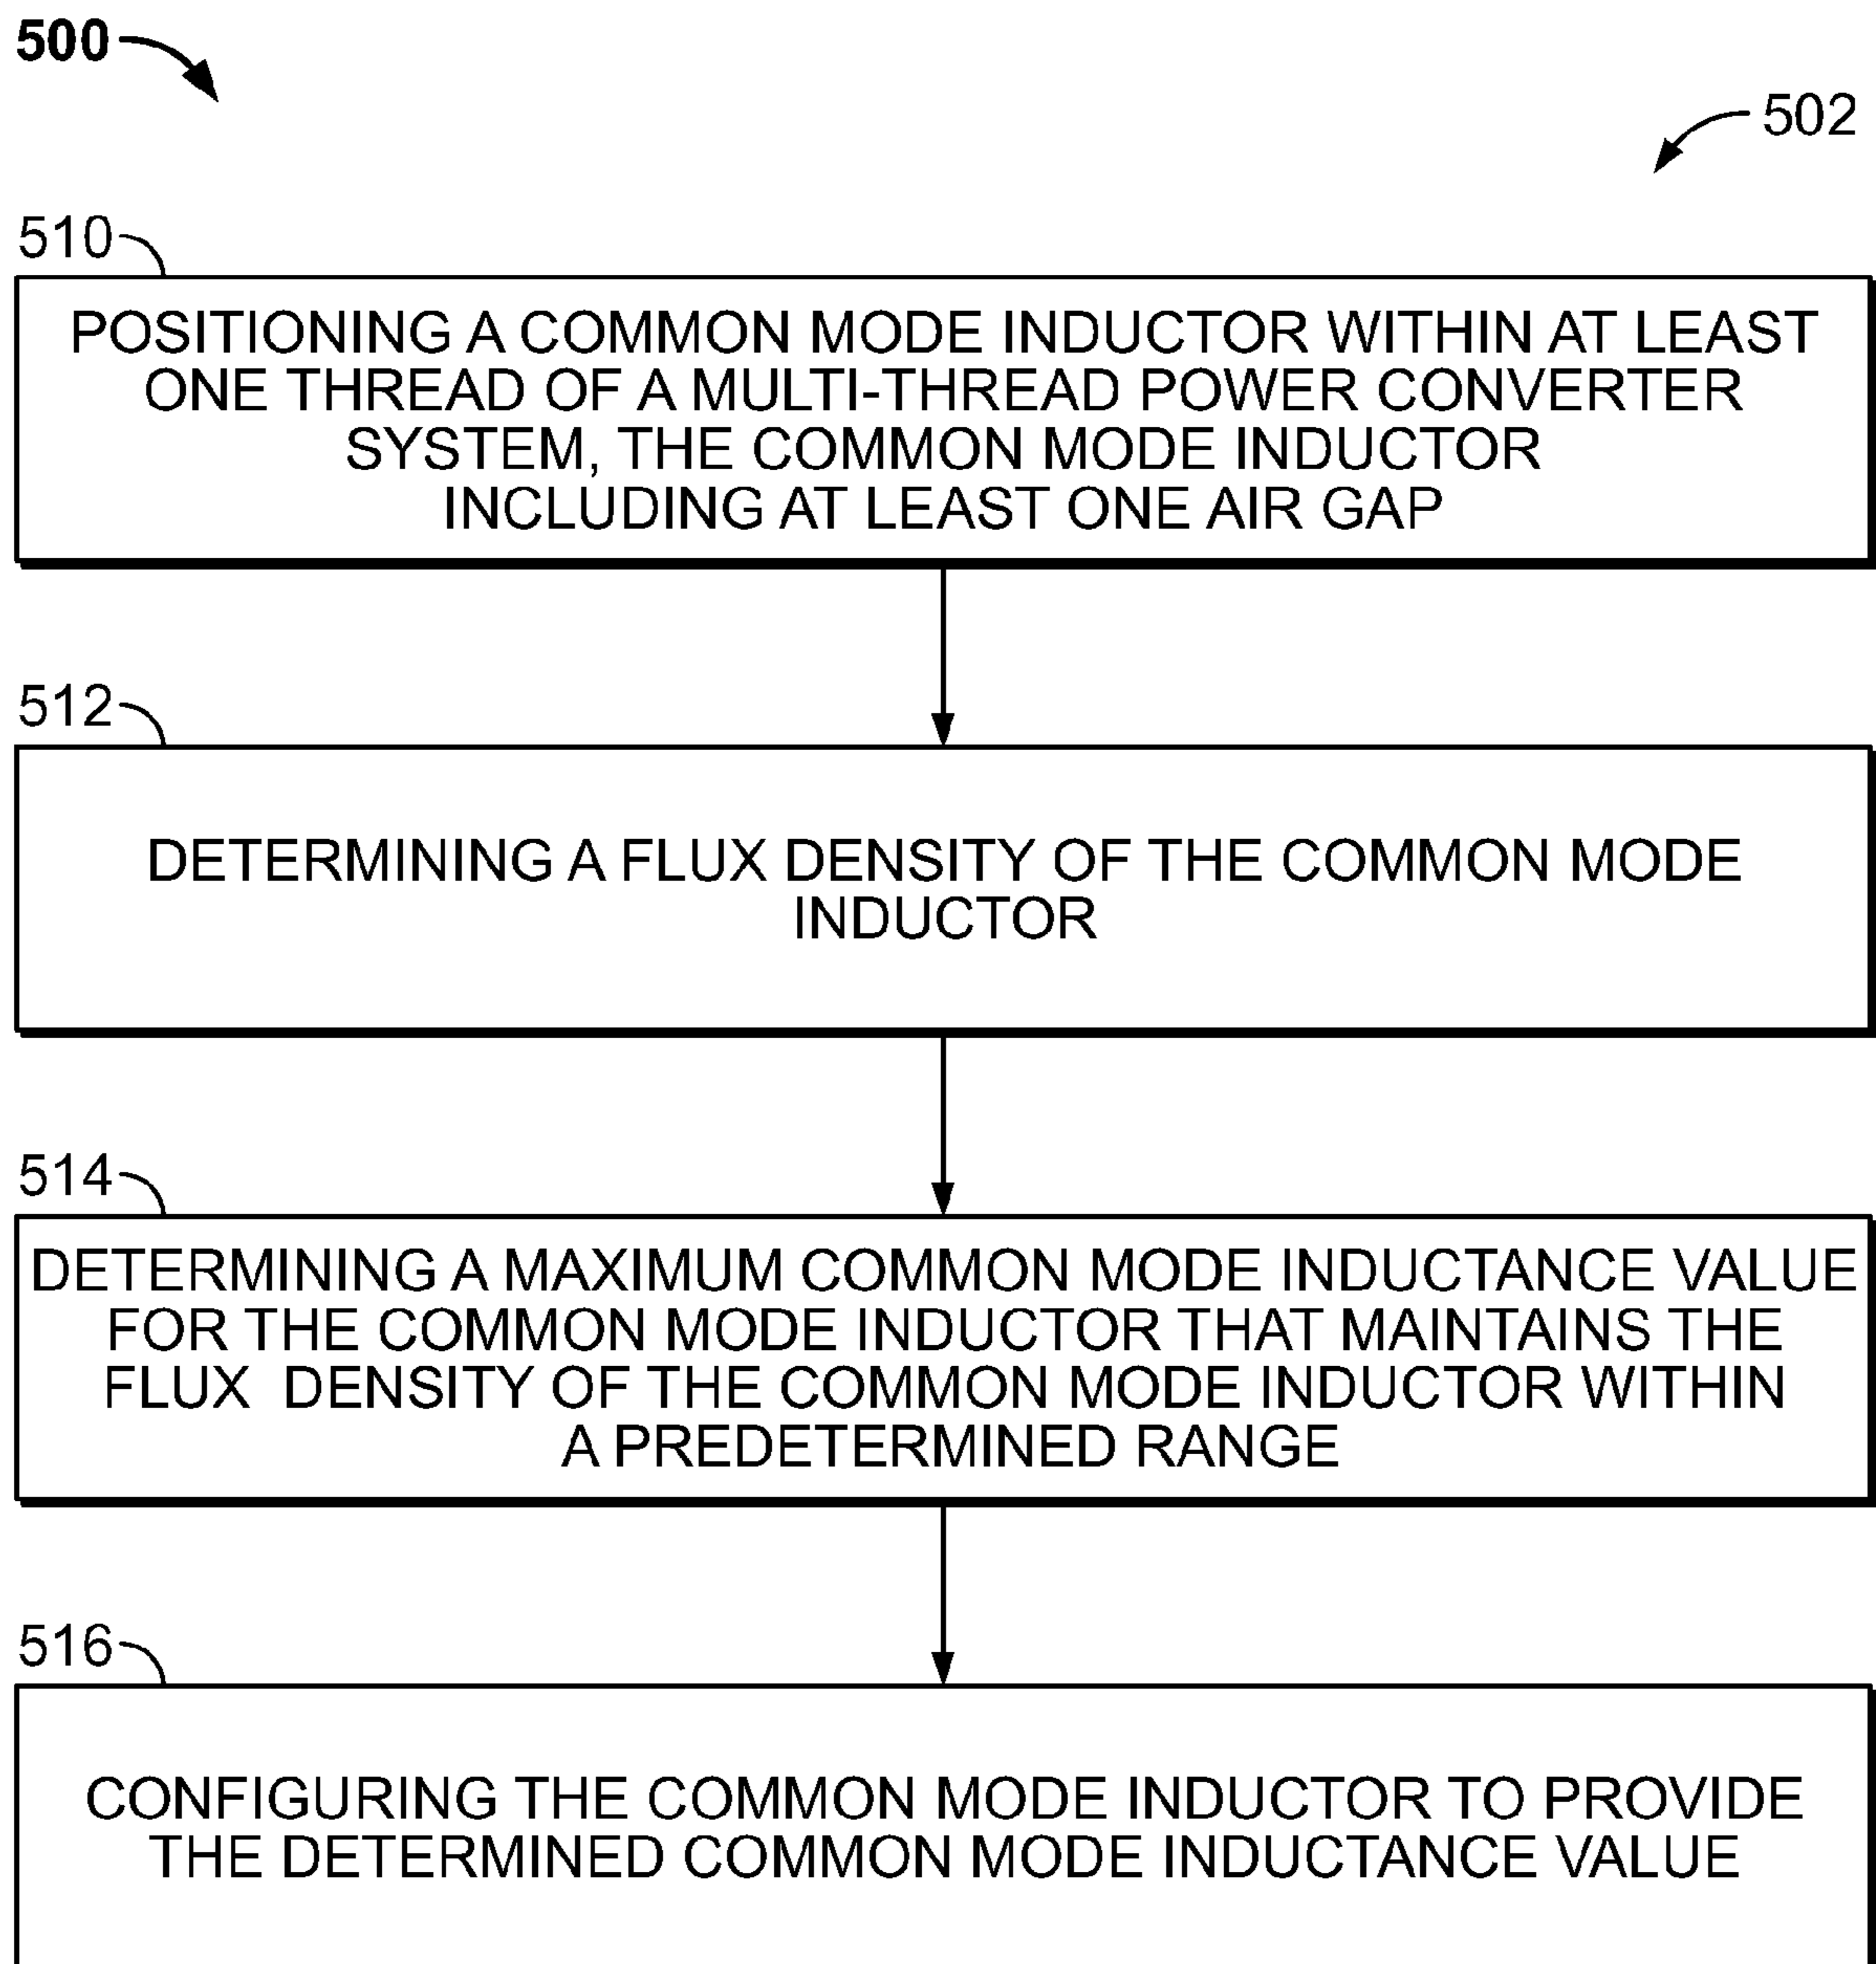 500
502
510
POSITIONING A COMMON MODE INDUCTOR WITHIN AT LEAST
ONE THREAD OF A MULTI-THREAD POWER CONVERTER
SYSTEM, THE COMMON MODE INDUCTOR
INCLUDING AT LEAST ONE AIR GAP
512
DETERMINING A FLUX DENSITY OF THE COMMON MODE
INDUCTOR
514
DETERMINING A MAXIMUM COMMON MODE INDUCTANCE VALUE
FOR THE COMMON MODE INDUCTOR THAT MAINTAINS THE
FLUX DENSITY OF THE COMMON MODE INDUCTOR WITHIN
A PREDETERMINED RANGE
516
CONFIGURING THE COMMON MODE INDUCTOR TO PROVIDE
THE DETERMINED COMMON MODE INDUCTANCE VALUE